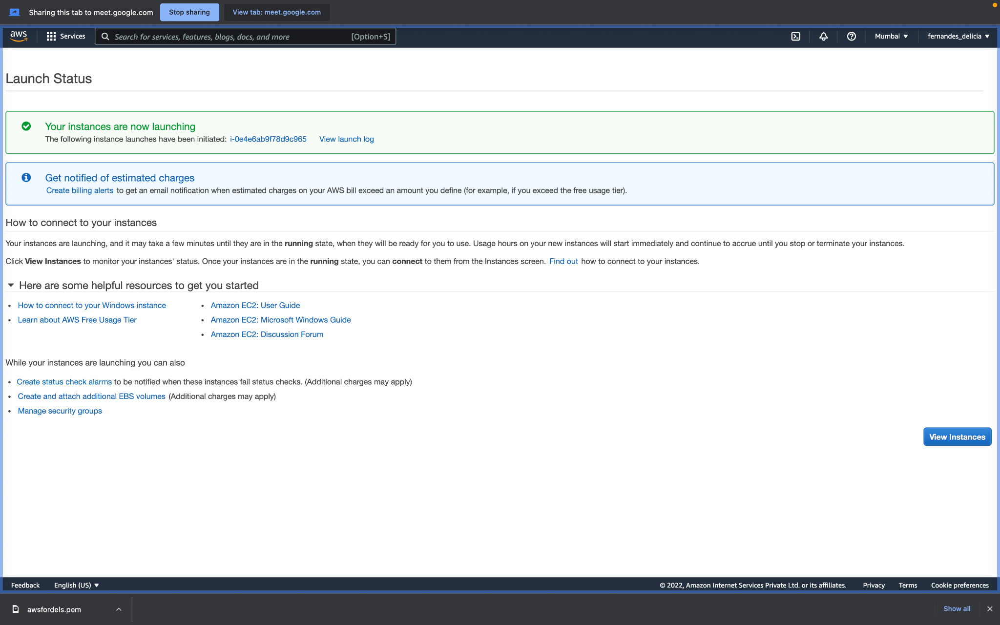 Sharing this tab to meet.google.com Stop sharing View tab: meet.google.com
aws Services Search for services, features, blogs, docs, and more [Option+S] Mumbai fernandes_delicia
Launch Status
Your instances are now launching
The following instance launches have been initiated: i-0e4e6ab9f78d9c965 View launch log
Get notified of estimated charges
Create billing alerts to get an email notification when estimated charges on your AWS bill exceed an amount you define (for example, if you exceed the free usage tier).
How to connect to your instances
Your instances are launching, and it may take a few minutes until they are in the running state, when they will be ready for you to use. Usage hours on your new instances will start immediately and continue to accrue until you stop or terminate your instances.
Click View Instances to monitor your instances' status. Once your instances are in the running state, you can connect to them from the Instances screen. Find out how to connect to your instances.
Here are some helpful resources to get you started
• How to connect to your Windows instance
• Learn about AWS Free Usage Tier
• Amazon EC2: User Guide
• Amazon EC2: Microsoft Windows Guide
• Amazon EC2: Discussion Forum
While your instances are launching you can also
• Create status check alarms to be notified when these instances fail status checks. (Additional charges may apply)
• Create and attach additional EBS volumes (Additional charges may apply)
• Manage security groups
View Instances
Feedback English (US) © 2022, Amazon Internet Services Private Ltd. or its affiliates. Privacy Terms Cookie preferences
awsfordels.pem Show all